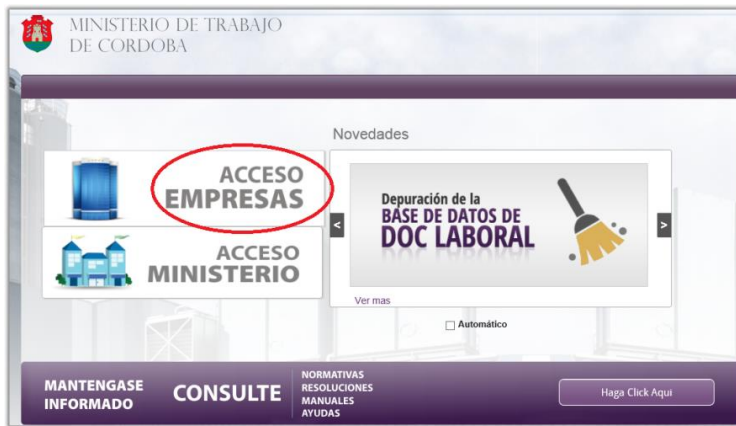 MINISTERIO DE TRABAJO
DE CORDOBA
Novedades
ACCESO
EMPRESAS
ACCESO
MINISTERIO
<
Depuración de la
BASE DE DATOS DE
DOC LABORAL
>
Ver mas
Automático
MANTENGASE
INFORMADO
CONSULTE
NORMATIVAS
RESOLUCIONES
MANUALES
AYUDAS
Haga Click Aqui